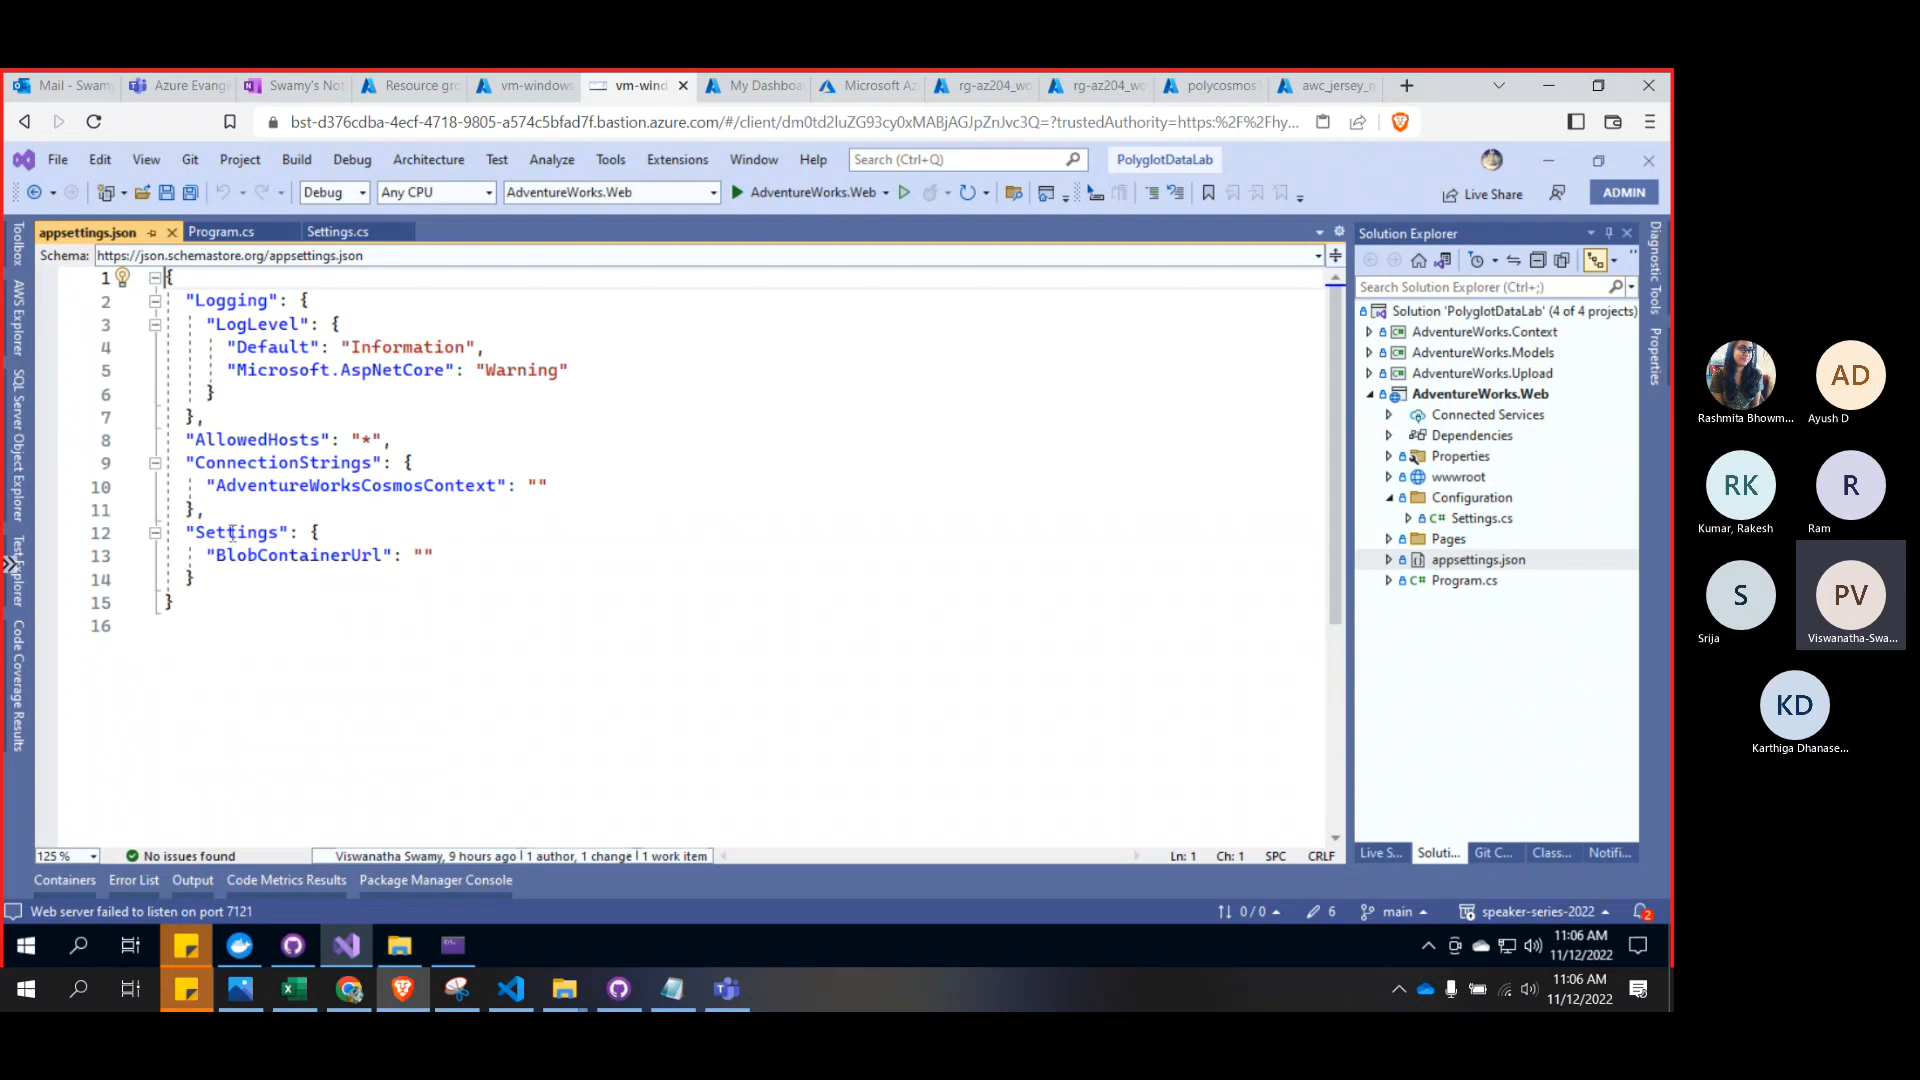 Mail - Swamy
Azure Evange
Swamy's Not
Resource gro
vm-windows
vm-wind
My Dashboa
Microsoft Az
rg-az204_wo
rg-az204_wo
polycosmos
awc_jersey_n
bst-d376cdba-4ecf-4718-9805-a574c5bfad7f.bastion.azure.com/#/client/dm0td2luZG93cy0xMABjAGJpZnJvc3Q=?trustedAuthority=https:%2F%2Fhy...
File Edit View Git Project Build Debug Architecture Test Analyze Tools Extensions Window Help
Search (Ctrl+Q)
PolyglotDataLab
Debug
Any CPU
AdventureWorks.Web
AdventureWorks.Web
Live Share
ADMIN
Toolbox
AWS Explorer
SQL Server Object Explorer
Test Explorer
Code Coverage Results
appsettings.json
Program.cs
Settings.cs
Schema: https://json.schemastore.org/appsettings.json
1 {
2 "Logging": {
3 "LogLevel": {
4 "Default": "Information",
5 "Microsoft.AspNetCore": "Warning"
6 }
7 },
8 "AllowedHosts": "*",
9 "ConnectionStrings": {
10 "AdventureWorksCosmosContext": ""
11 },
12 "Settings": {
13 "BlobContainerUrl": ""
14 }
15 }
16
125 %
No issues found
Viswanatha Swamy, 9 hours ago | 1 author, 1 change | 1 work item
Ln: 1 Ch: 1 SPC CRLF
Solution Explorer
Search Solution Explorer (Ctrl+;)
Solution 'PolyglotDataLab' (4 of 4 projects)
AdventureWorks.Context
AdventureWorks.Models
AdventureWorks.Upload
AdventureWorks.Web
Connected Services
Dependencies
Properties
wwwroot
Configuration
C# Settings.cs
Pages
appsettings.json
C# Program.cs
Live S... Soluti... Git C... Class... Notifi...
Diagnostic Tools
Properties
Containers Error List Output Code Metrics Results Package Manager Console
Web server failed to listen on port 7121
0 / 0
6
main
speaker-series-2022
2
11:06 AM
11/12/2022
11:06 AM
11/12/2022
Rashmita Bhowm...
AD
Ayush D
RK
Kumar, Rakesh
R
Ram
S
Srija
PV
Viswanatha-Swa...
KD
Karthiga Dhanase...